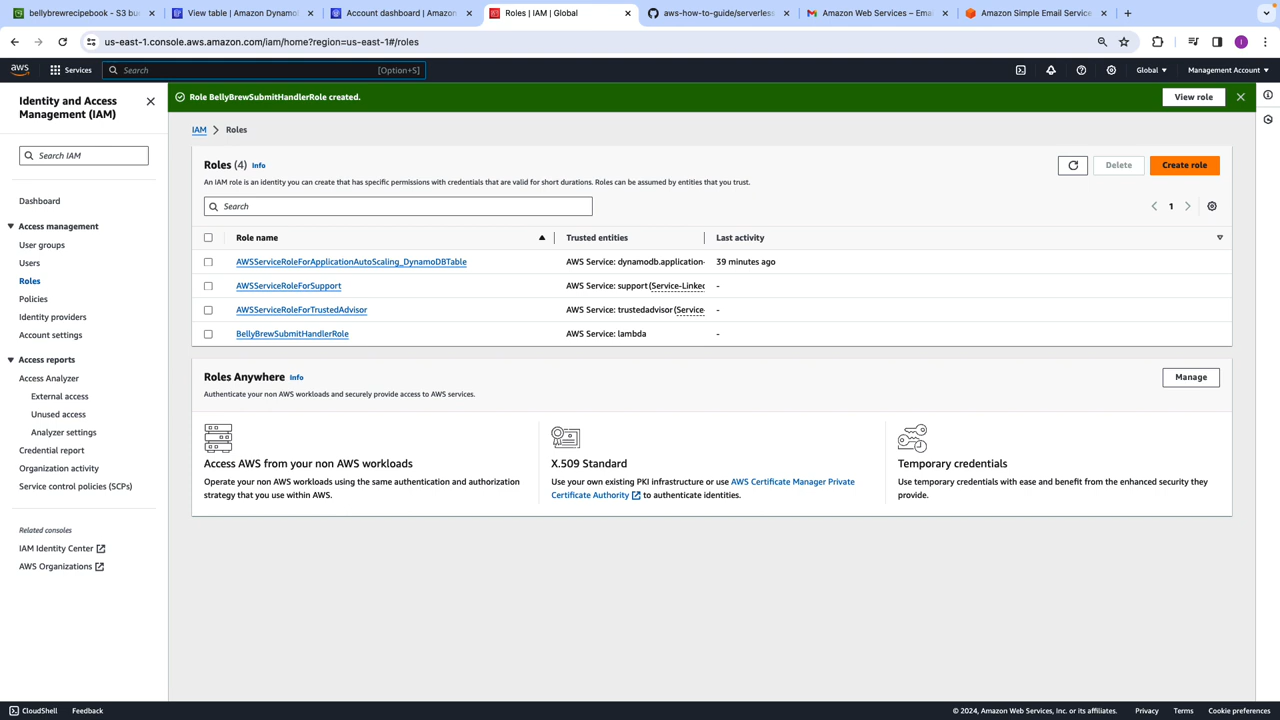 bellybrewrecipebook - S3 bu
View table | Amazon Dynamo
Account dashboard | Amazon
Roles | IAM | Global
aws-how-to-guide/serverless
Amazon Web Services – Emai
Amazon Simple Email Service
us-east-1.console.aws.amazon.com/iam/home?region=us-east-1#/roles
aws
Services
Search
[Option+S]
Global
Management Account
Identity and Access Management (IAM)
Search IAM
Dashboard
Access management
User groups
Users
Roles
Policies
Identity providers
Account settings
Access reports
Access Analyzer
External access
Unused access
Analyzer settings
Credential report
Organization activity
Service control policies (SCPs)
Related consoles
IAM Identity Center
AWS Organizations
Role BellyBrewSubmitHandlerRole created.
View role
IAM > Roles
Roles (4) Info
Delete
Create role
An IAM role is an identity you can create that has specific permissions with credentials that are valid for short durations. Roles can be assumed by entities that you trust.
Search
1
Role name
Trusted entities
Last activity
AWSServiceRoleForApplicationAutoScaling_DynamoDBTable
AWS Service: dynamodb.application-
39 minutes ago
AWSServiceRoleForSupport
AWS Service: support (Service-Linked
-
AWSServiceRoleForTrustedAdvisor
AWS Service: trustedadvisor (Service-
-
BellyBrewSubmitHandlerRole
AWS Service: lambda
-
Roles Anywhere Info
Manage
Authenticate your non AWS workloads and securely provide access to AWS services.
Access AWS from your non AWS workloads
Operate your non AWS workloads using the same authentication and authorization
strategy that you use within AWS.
X.509 Standard
Use your own existing PKI infrastructure or use AWS Certificate Manager Private
Certificate Authority to authenticate identities.
Temporary credentials
Use temporary credentials with ease and benefit from the enhanced security they
provide.
CloudShell
Feedback
© 2024, Amazon Web Services, Inc. or its affiliates.
Privacy
Terms
Cookie preferences